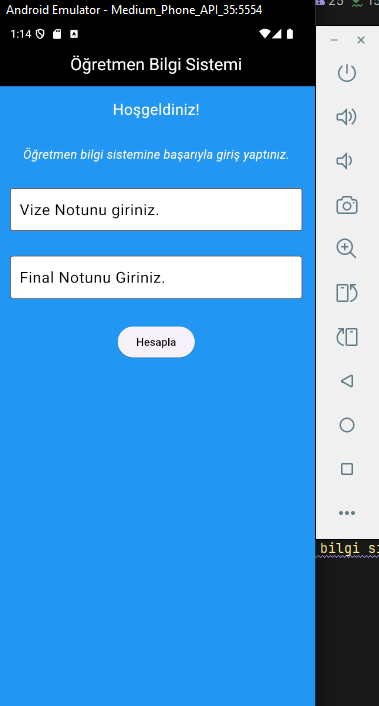 Android Emulator - Medium_Phone_API_35:5554
1:14
Öğretmen Bilgi Sistemi
Hoşgeldiniz!
Öğretmen bilgi sistemine başarıyla giriş yaptınız.
Vize Notunu giriniz.
Final Notunu Giriniz.
Hesapla
bilgi si